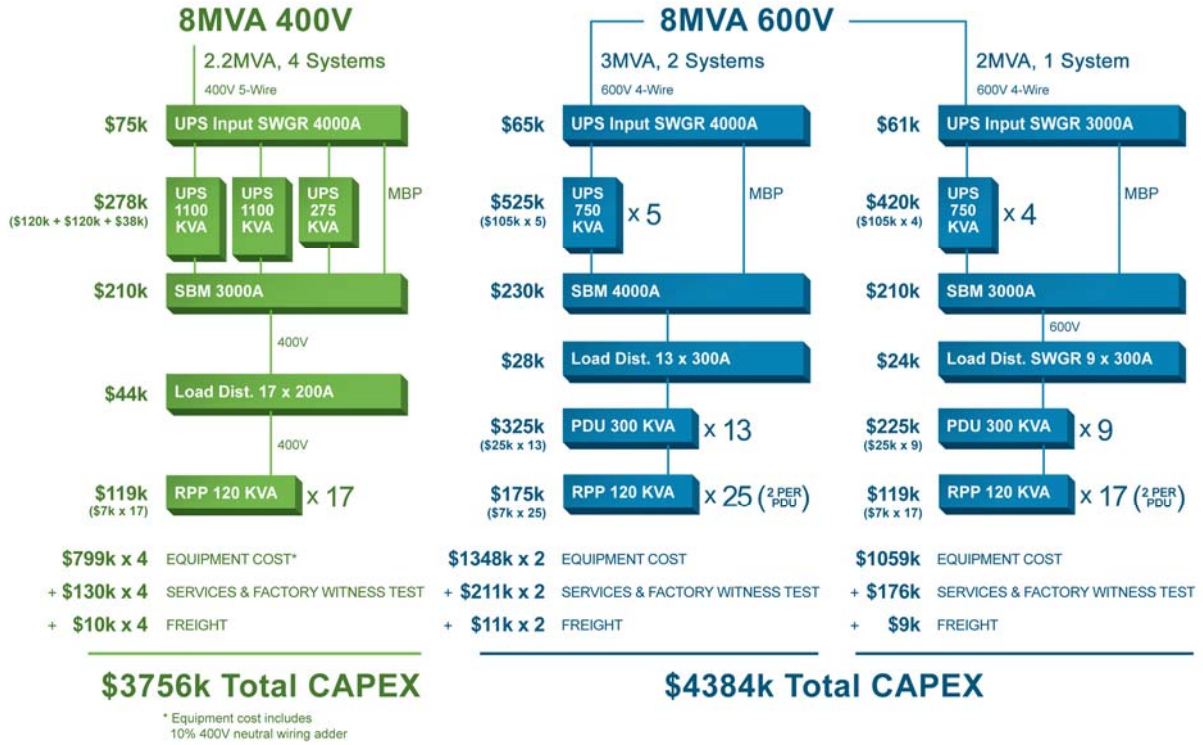 8MVA 400V
2.2MVA, 4 Systems
400V 5-Wire
$75k
UPS Input SWGR 4000A
$278k
($120k + $120k + $38k)
UPS
1100
KVA
UPS
1100
KVA
UPS
275
KVA
MBP
$210k
SBM 3000A
400V
$44k
Load Dist. 17 x 200A
400V
$119k
($7k x 17)
RPP 120 KVA
x 17
$799k x 4 EQUIPMENT COST*
+ $130k x 4 SERVICES & FACTORY WITNESS TEST
+ $10k x 4 FREIGHT
$3756k Total CAPEX
* Equipment cost includes
10% 400V neutral wiring adder
8MVA 600V
3MVA, 2 Systems
600V 4-Wire
$65k
UPS Input SWGR 4000A
$525k
($105k x 5)
UPS
750
KVA
x 5
MBP
$230k
SBM 4000A
$28k
Load Dist. 13 x 300A
$325k
($25k x 13)
PDU 300 KVA
x 13
$175k
($7k x 25)
RPP 120 KVA
x 25 (2 PER
PDU)
$1348k x 2 EQUIPMENT COST
+ $211k x 2 SERVICES & FACTORY WITNESS TEST
+ $11k x 2 FREIGHT
2MVA, 1 System
600V 4-Wire
$61k
UPS Input SWGR 3000A
$420k
($105k x 4)
UPS
750
KVA
x 4
MBP
$210k
SBM 3000A
600V
$24k
Load Dist. SWGR 9 x 300A
$225k
($25k x 9)
PDU 300 KVA
x 9
$119k
($7k x 17)
RPP 120 KVA
x 17 (2 PER
PDU)
$1059k EQUIPMENT COST
+ $176k SERVICES & FACTORY WITNESS TEST
+ $9k FREIGHT
$4384k Total CAPEX